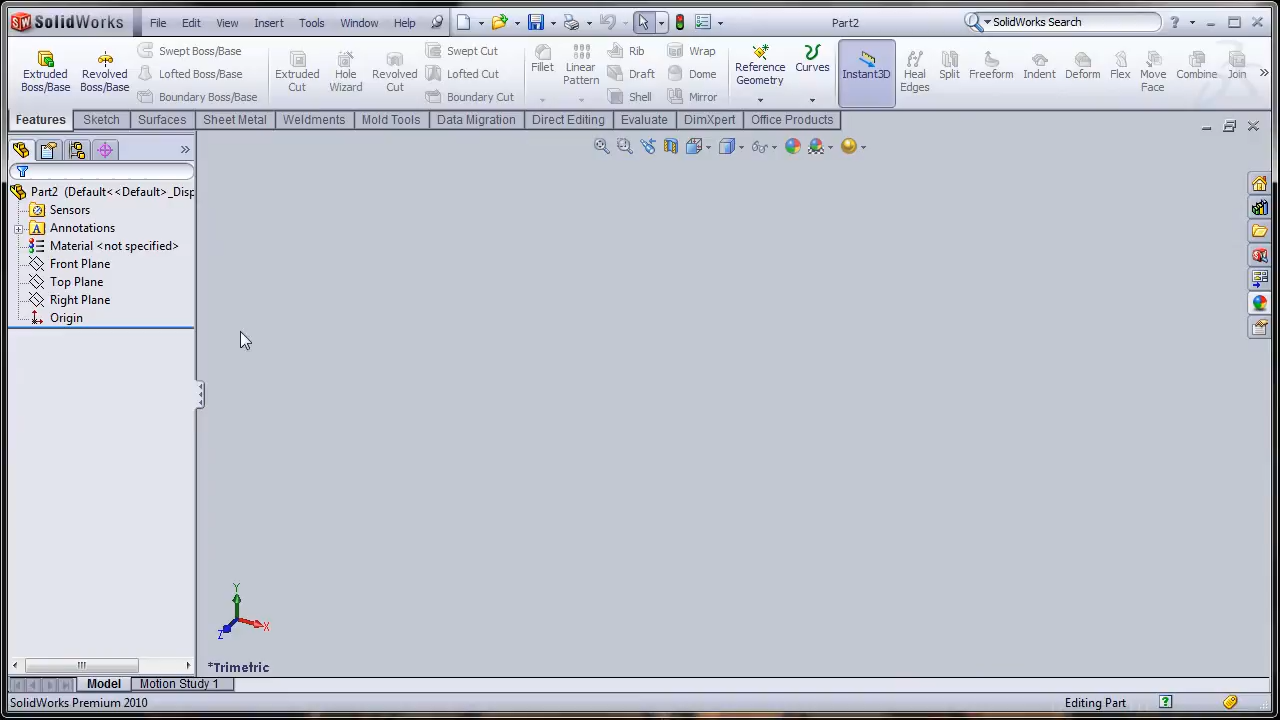 SolidWorks File Edit View Insert Tools Window Help Part2 SolidWorks Search
Extruded Boss/Base Revolved Boss/Base Swept Boss/Base Lofted Boss/Base Boundary Boss/Base Extruded Cut Hole Wizard Revolved Cut Swept Cut Lofted Cut Boundary Cut Fillet Linear Pattern Rib Draft Shell Wrap Dome Mirror Reference Geometry Curves Instant3D Heal Edges Split Freeform Indent Deform Flex Move Face Combine Join
Features Sketch Surfaces Sheet Metal Weldments Mold Tools Data Migration Direct Editing Evaluate DimXpert Office Products
Part2 (Default<<Default>_Disp
Sensors
Annotations
Material <not specified>
Front Plane
Top Plane
Right Plane
Origin
Y
X
Z
*Trimetric
Model Motion Study 1
SolidWorks Premium 2010 Editing Part